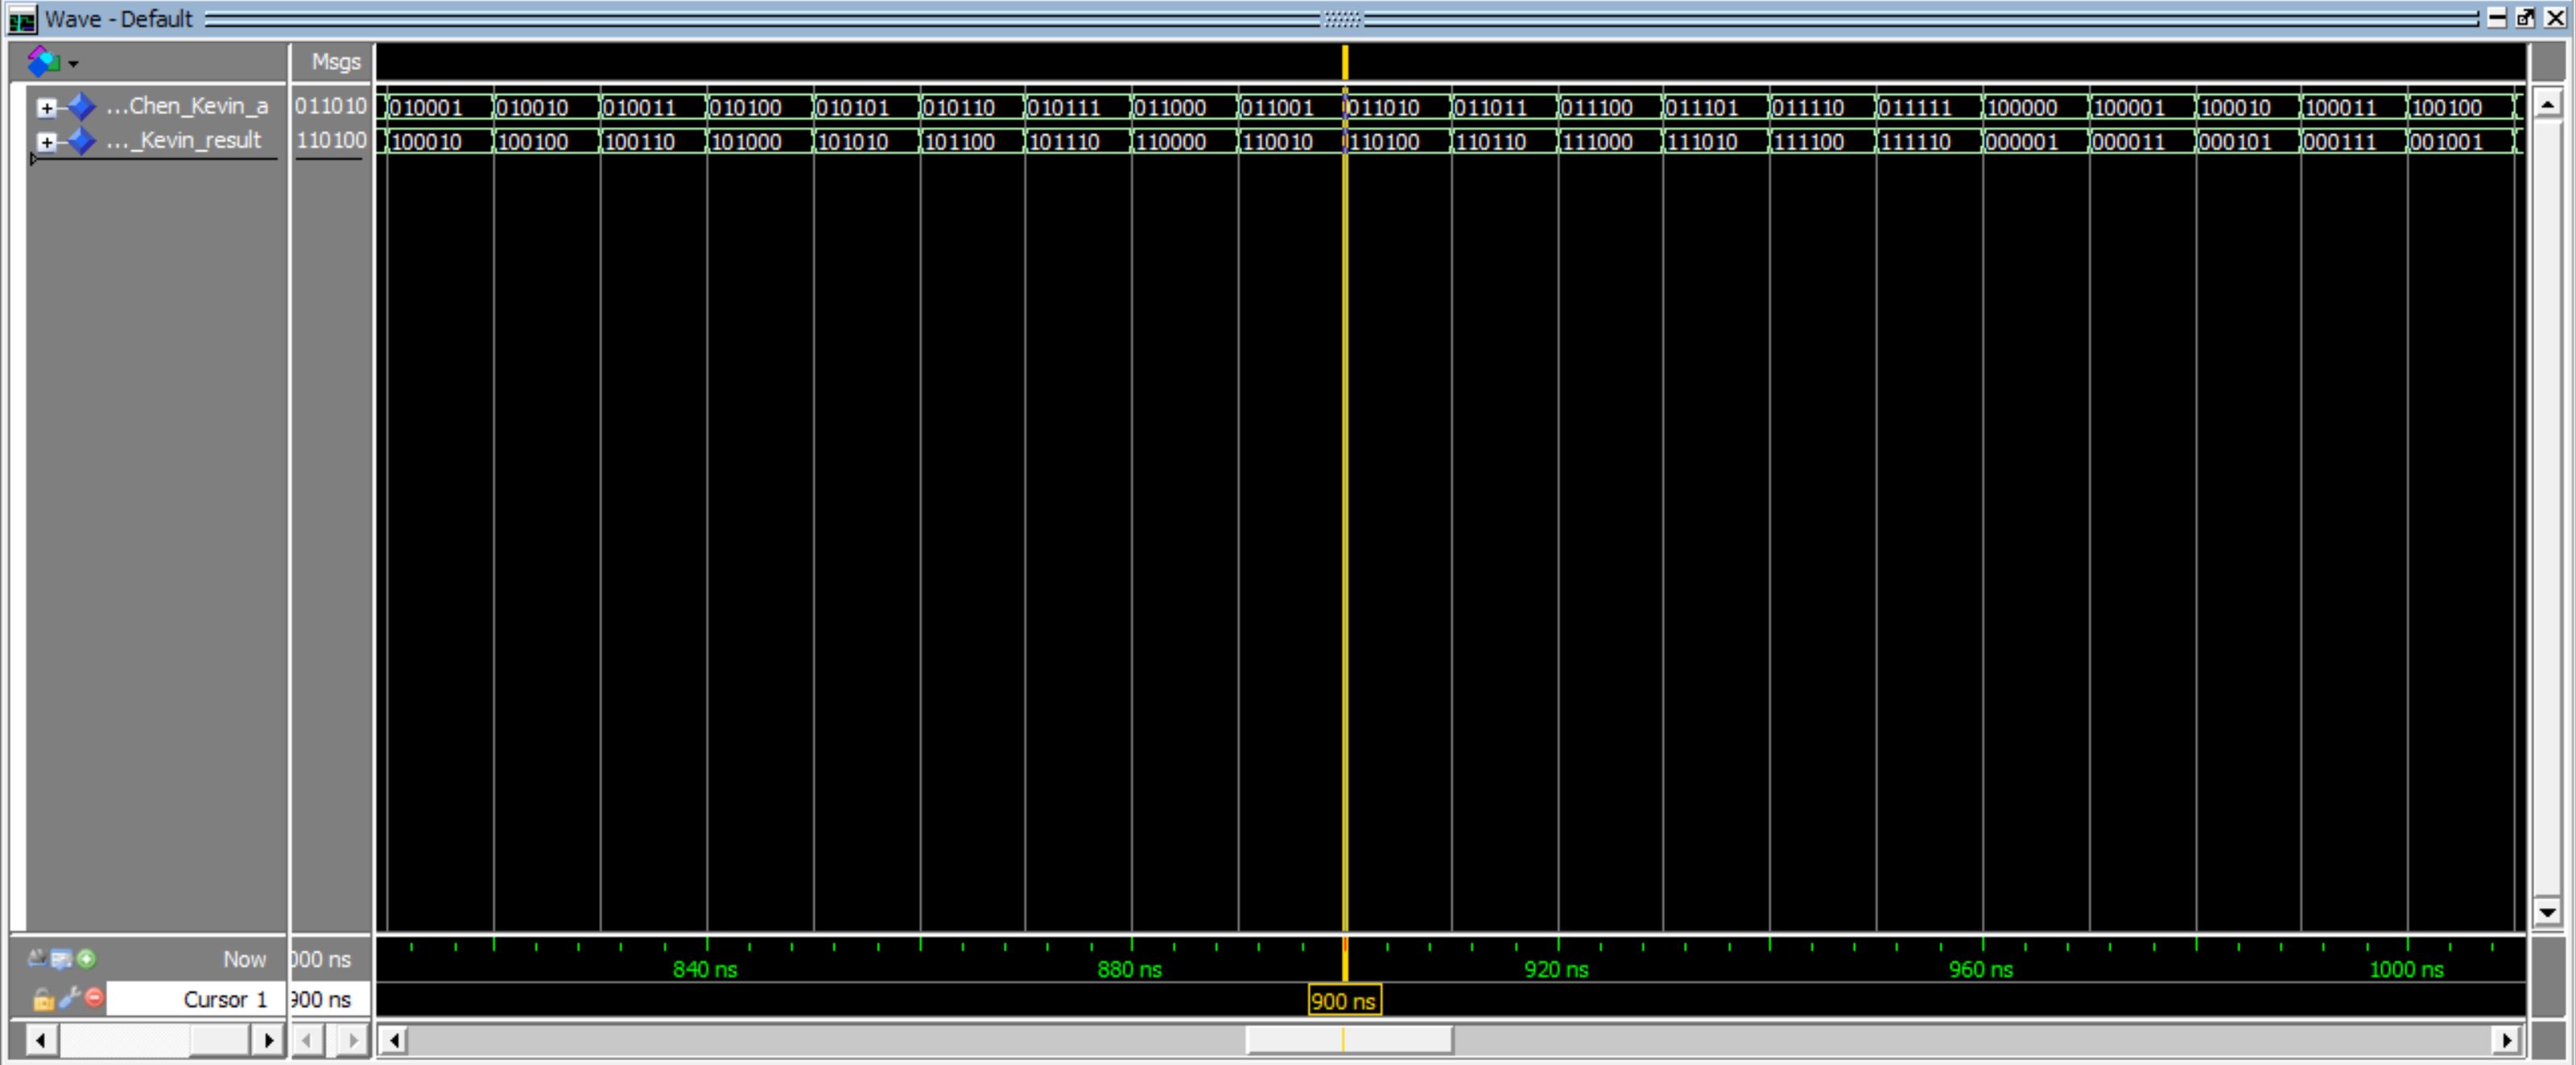 Wave - Default
Msgs
...Chen_Kevin_a 011010 010001 010010 010011 010100 010101 010110 010111 011000 011001 011010 011011 011100 011101 011110 011111 100000 100001 100010 100011 100100
..._Kevin_result 110100 100010 100100 100110 101000 101010 101100 101110 110000 110010 110100 110110 111000 111010 111100 111110 000001 000011 000101 000111 001001
Now 000 ns 840 ns 880 ns 920 ns 960 ns 1000 ns
Cursor 1 900 ns 900 ns